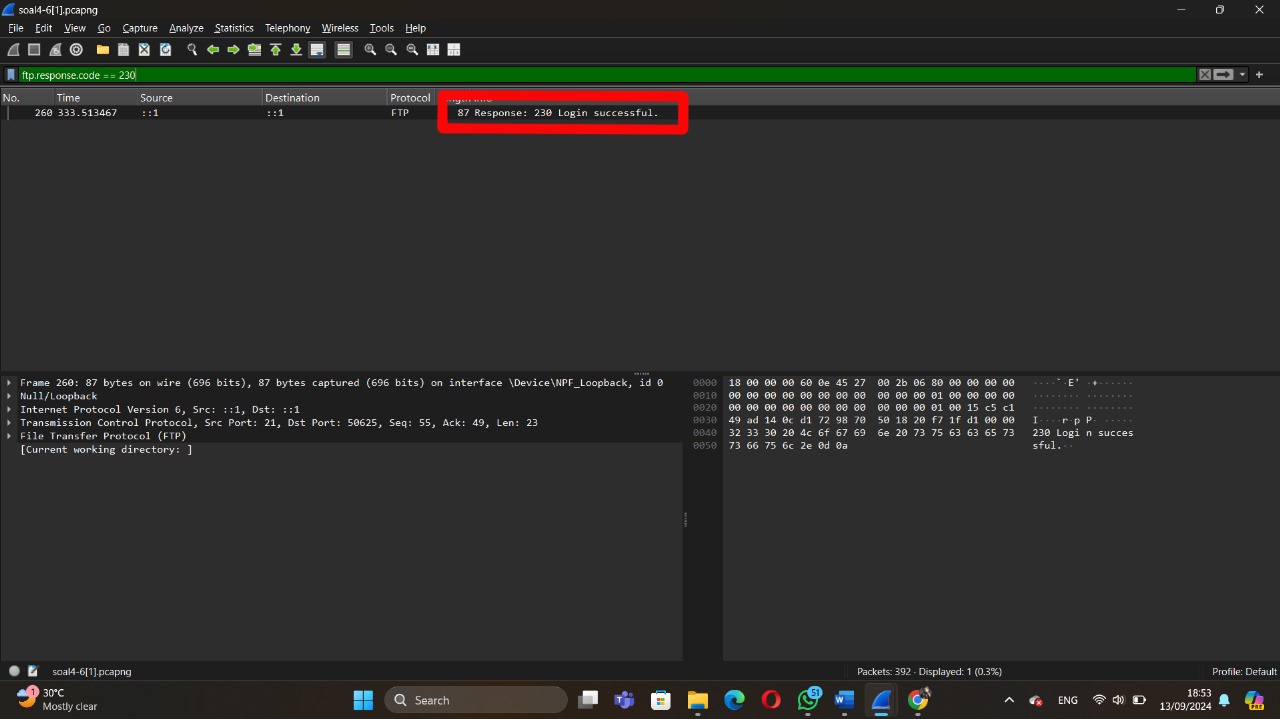 soal4-6[1].pcapng
File Edit View Go Capture Analyze Statistics Telephony Wireless Tools Help
ftp.response.code == 230
No. Time Source Destination Protocol
260 333.513467 ::1 ::1 FTP 87 Response: 230 Login successful.
Frame 260: 87 bytes on wire (696 bits), 87 bytes captured (696 bits) on interface \Device\NPF_Loopback, id 0
Null/Loopback
Internet Protocol Version 6, Src: ::1, Dst: ::1
Transmission Control Protocol, Src Port: 21, Dst Port: 50625, Seq: 55, Ack: 49, Len: 23
File Transfer Protocol (FTP)
[Current working directory: ]
0000 18 00 00 00 60 0e 45 27 00 2b 06 80 00 00 00 00 ····`·E' ·+······
0010 00 00 00 00 00 00 00 00 00 00 00 01 00 00 00 00 ········ ········
0020 00 00 00 00 00 00 00 00 00 00 00 01 00 15 c5 c1 ········ ········
0030 49 ad 14 0c d1 72 98 70 50 18 20 f7 1f d1 00 00 I····r·p P· ·····
0040 32 33 30 20 4c 6f 67 69 6e 20 73 75 63 63 65 73 230 Logi n succes
0050 73 66 75 6c 2e 0d 0a sful.··
soal4-6[1].pcapng
Packets: 392 · Displayed: 1 (0.3%)
Profile: Default
1
30°C
Mostly clear
Search
51
ENG
18:53
13/09/2024
PRE